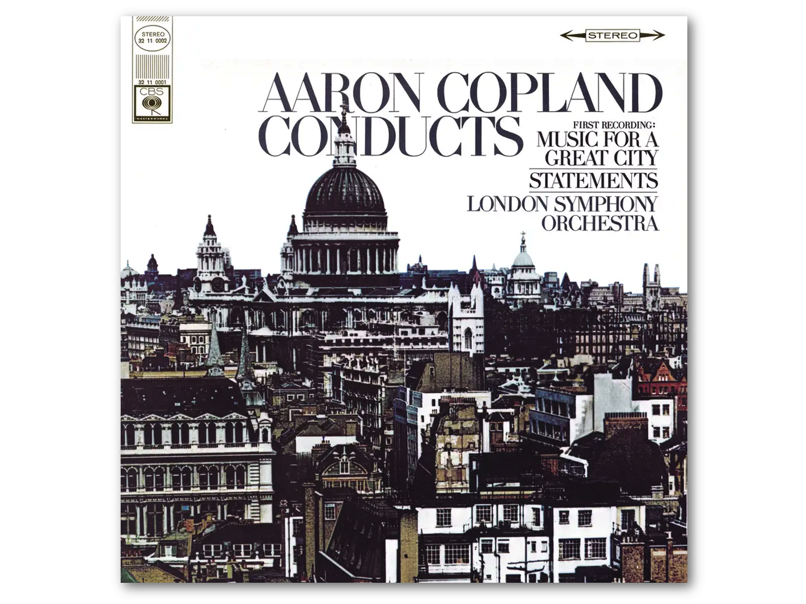 STEREO
32 11 0002
32 11 0001
CBS
MASTERWORKS
STEREO
AARON COPLAND
CONDUCTS
FIRST RECORDING:
MUSIC FOR A
GREAT CITY
STATEMENTS
LONDON SYMPHONY
ORCHESTRA